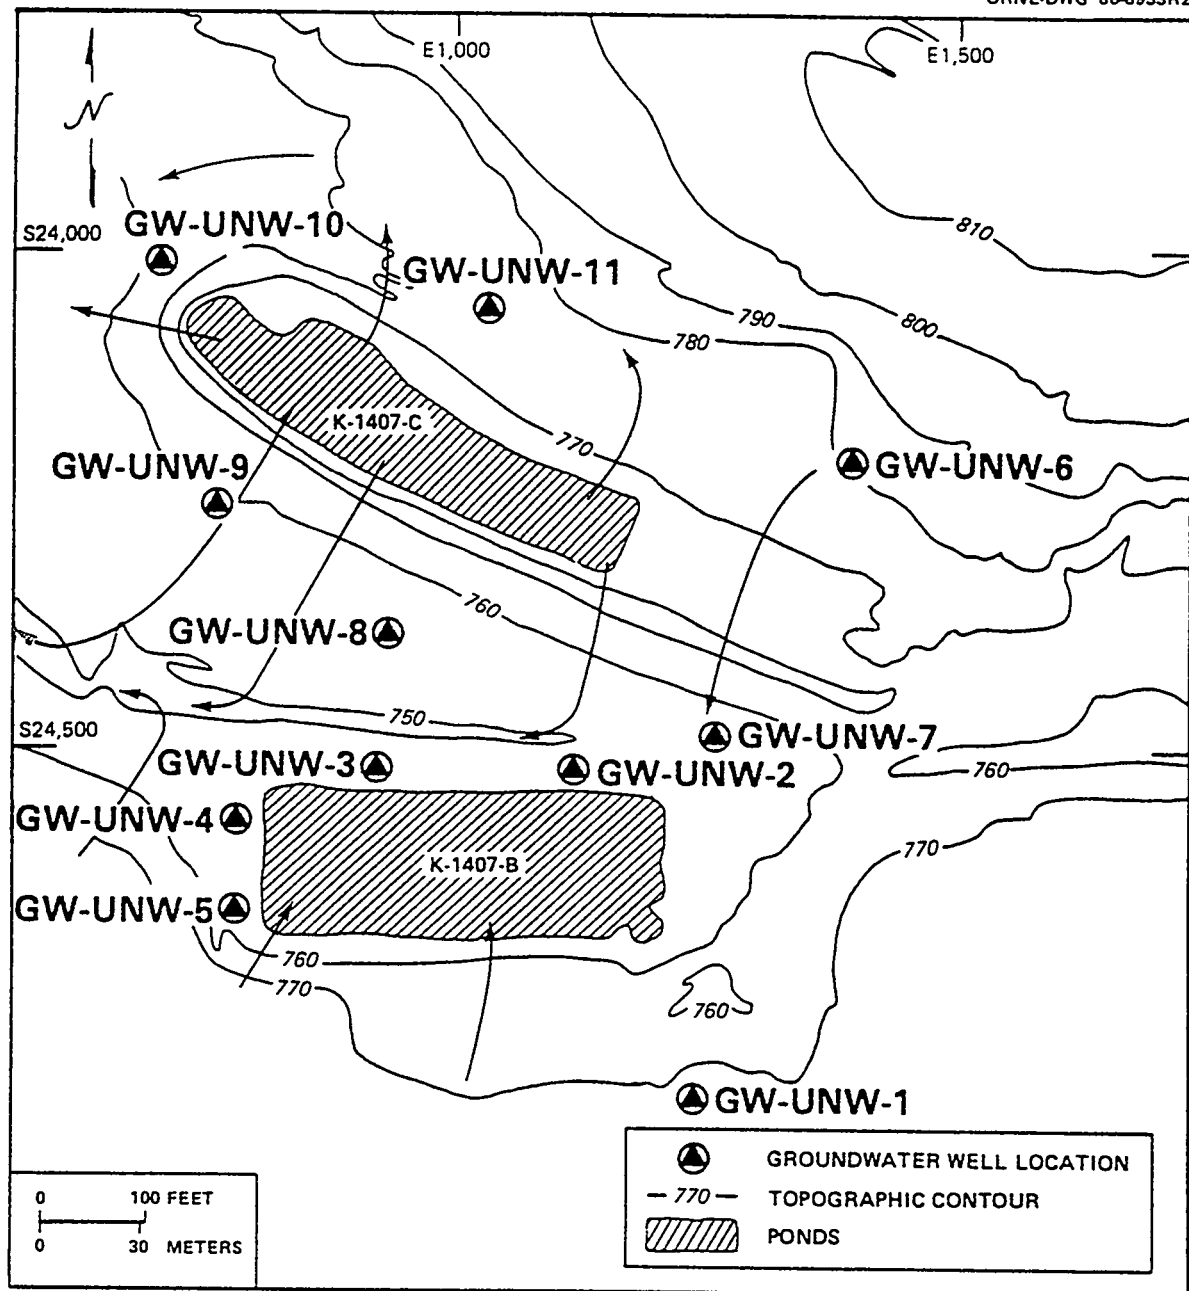 E1,000
E1,500
N
S24,000
GW-UNW-10
GW-UNW-11
810
800
790
780
K-1407-C
770
GW-UNW-9
GW-UNW-6
760
GW-UNW-8
750
S24,500
GW-UNW-7
GW-UNW-3
GW-UNW-2
760
GW-UNW-4
770
K-1407-B
GW-UNW-5
760
770
760
GW-UNW-1
GROUNDWATER WELL LOCATION
770 TOPOGRAPHIC CONTOUR
PONDS
0 100 FEET
0 30 METERS